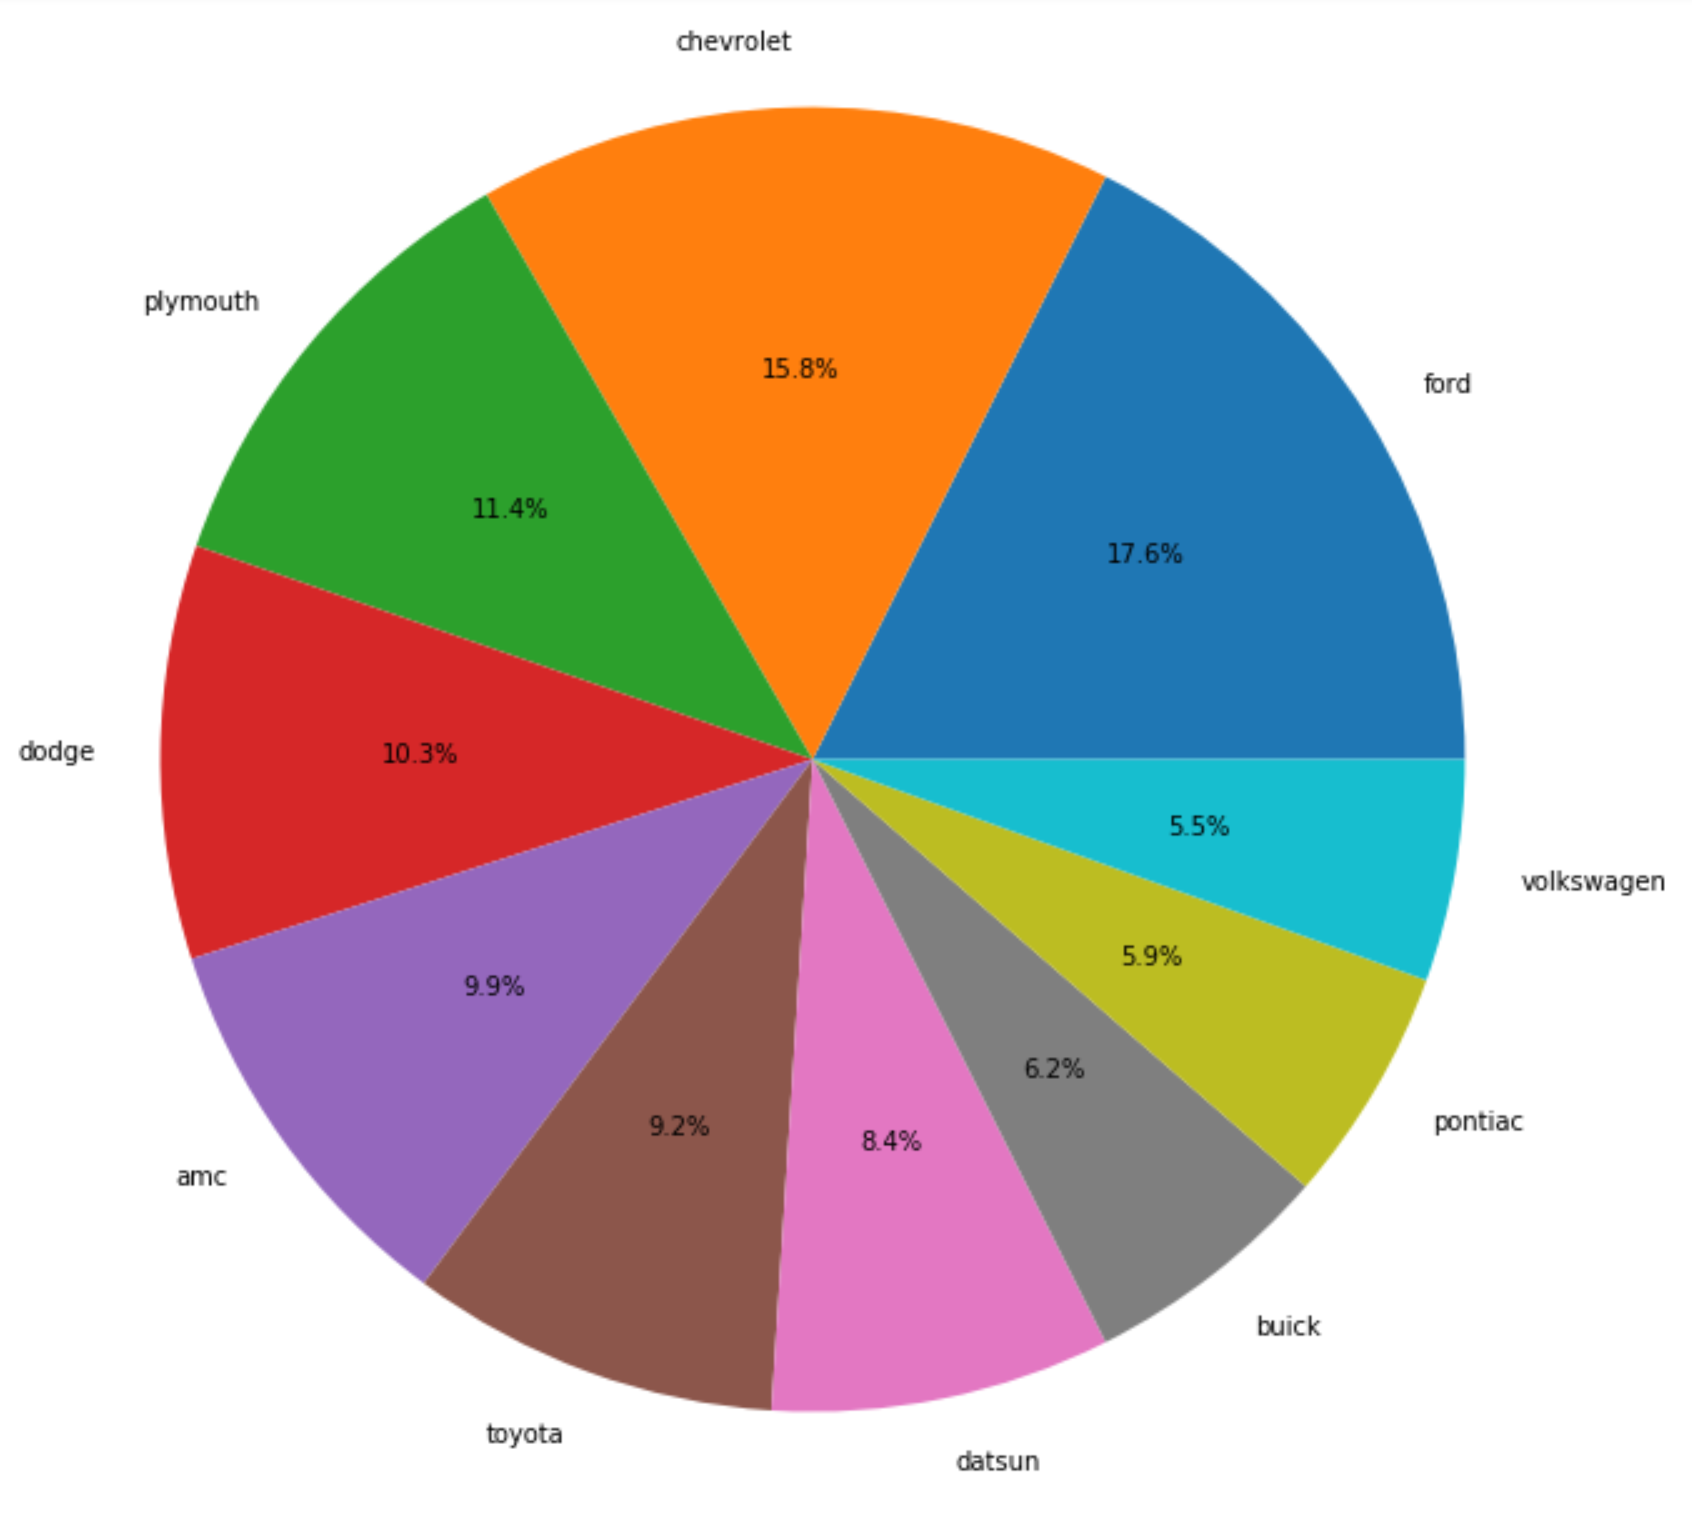 chevrolet
plymouth
15.8%
ford
11.4%
17.6%
dodge
10.3%
5.5%
volkswagen
9.9%
5.9%
6.2%
pontiac
9.2%
8.4%
amc
buick
toyota
datsun